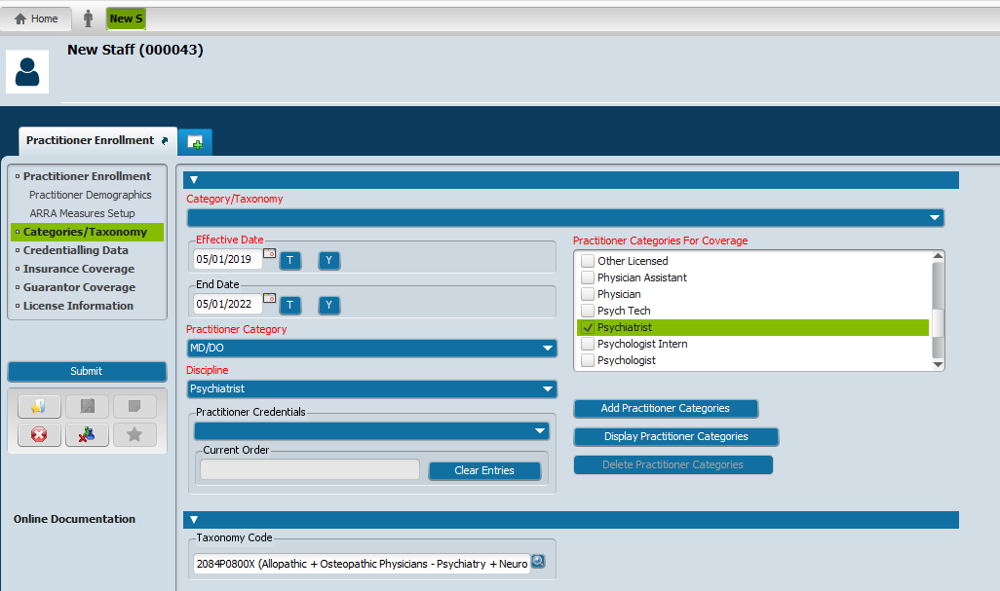 Home
New S
New Staff (000043)
Practitioner Enrollment
Practitioner Enrollment
Practitioner Demographics
ARRA Measures Setup
Categories/Taxonomy
Credentialling Data
Insurance Coverage
Guarantor Coverage
License Information
Submit
Online Documentation
Category/Taxonomy
Effective Date
05/01/2019 T Y
End Date
05/01/2022 T Y
Practitioner Category
MD/DO
Discipline
Psychiatrist
Practitioner Credentials
Current Order
Clear Entries
Practitioner Categories For Coverage
Other Licensed
Physician Assistant
Physician
Psych Tech
Psychiatrist
Psychologist Intern
Psychologist
Add Practitioner Categories
Display Practitioner Categories
Delete Practitioner Categories
Taxonomy Code
2084P0800X (Allopathic + Osteopathic Physicians - Psychiatry + Neuro